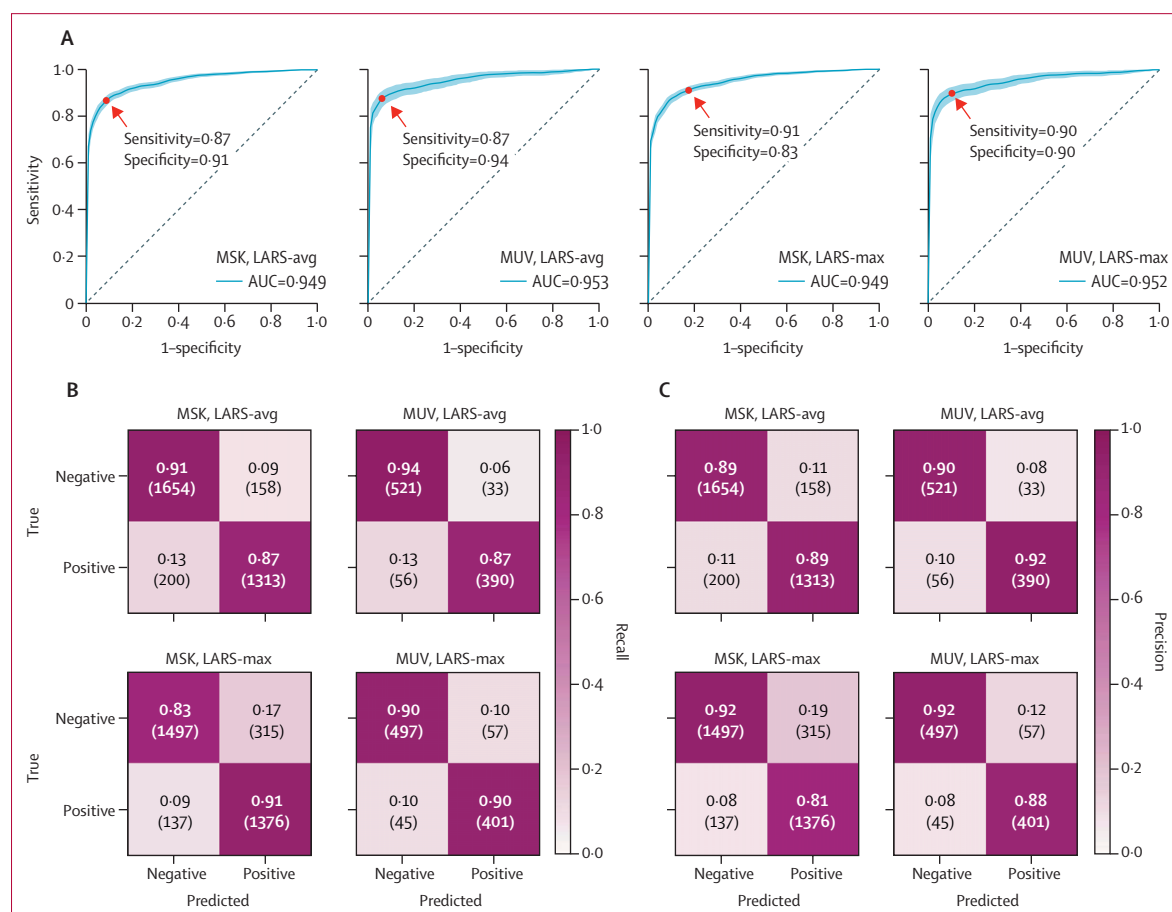 A
1·0
0·8
0·6
0·4
0·2
0
Sensitivity
Sensitivity=0·87
Specificity=0·91
MSK, LARS-avg
AUC=0·949
0 0·2 0·4 0·6 0·8 1·0
1–specificity
Sensitivity=0·87
Specificity=0·94
MUV, LARS-avg
AUC=0·953
0 0·2 0·4 0·6 0·8 1·0
1–specificity
Sensitivity=0·91
Specificity=0·83
MSK, LARS-max
AUC=0·949
0 0·2 0·4 0·6 0·8 1·0
1–specificity
Sensitivity=0·90
Specificity=0·90
MUV, LARS-max
AUC=0·952
0 0·2 0·4 0·6 0·8 1·0
1–specificity
B
MSK, LARS-avg
MUV, LARS-avg
True
Negative
0·91 0·09
(1654) (158)
Positive
0·13 0·87
(200) (1313)
0·94 0·06
(521) (33)
0·13 0·87
(56) (390)
MSK, LARS-max
MUV, LARS-max
True
Negative
0·83 0·17
(1497) (315)
Positive
0·09 0·91
(137) (1376)
0·90 0·10
(497) (57)
0·10 0·90
(45) (401)
Negative Positive
Predicted
Negative Positive
Predicted
1·0
0·8
0·6
0·4
0·2
0·0
Recall
C
MSK, LARS-avg
MUV, LARS-avg
0·89 0·11
(1654) (158)
0·11 0·89
(200) (1313)
0·90 0·08
(521) (33)
0·10 0·92
(56) (390)
MSK, LARS-max
MUV, LARS-max
0·92 0·19
(1497) (315)
0·08 0·81
(137) (1376)
0·92 0·12
(497) (57)
0·08 0·88
(45) (401)
Negative Positive
Predicted
Negative Positive
Predicted
1·0
0·8
0·6
0·4
0·2
0·0
Precision